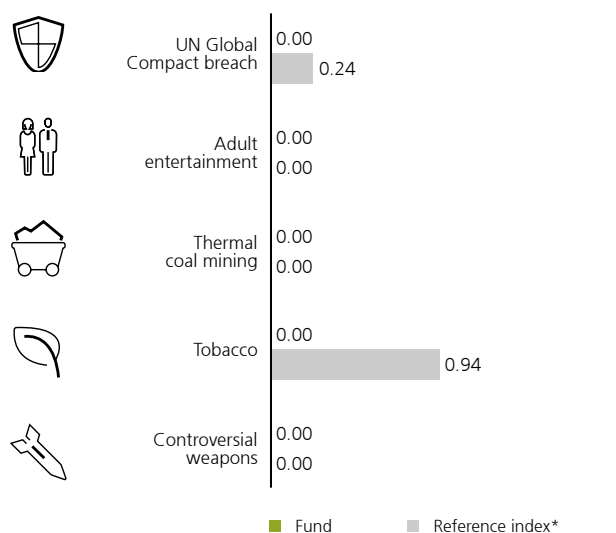 0.00
UN Global
Compact breach
0.24
0.00
Adult
entertainment
0.00
0.00
Thermal
coal mining
0.00
0.00
Tobacco
0.94
0.00
Controversial
weapons
0.00
Fund
Reference index*